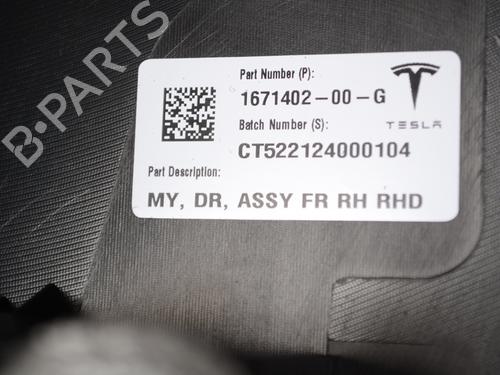 B-PARTS
Part Number (P):
1671402-00-G
Batch Number (S):
TESLA
CT522124000104
Part Description:
MY, DR, ASSY FR RH RHD